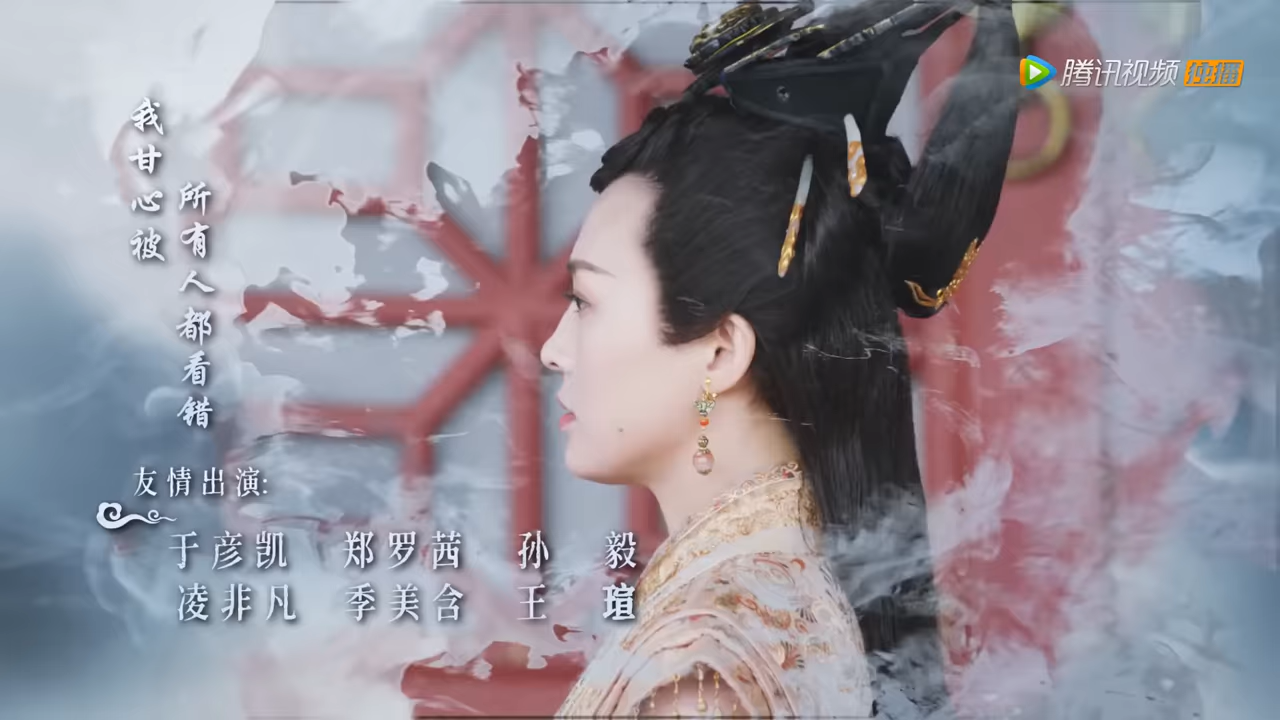 腾讯视频 独播
我甘心被
所有人都看错
友情出演:
于彦凯 郑罗茜 孙毅
凌非凡 季美含 王瑄